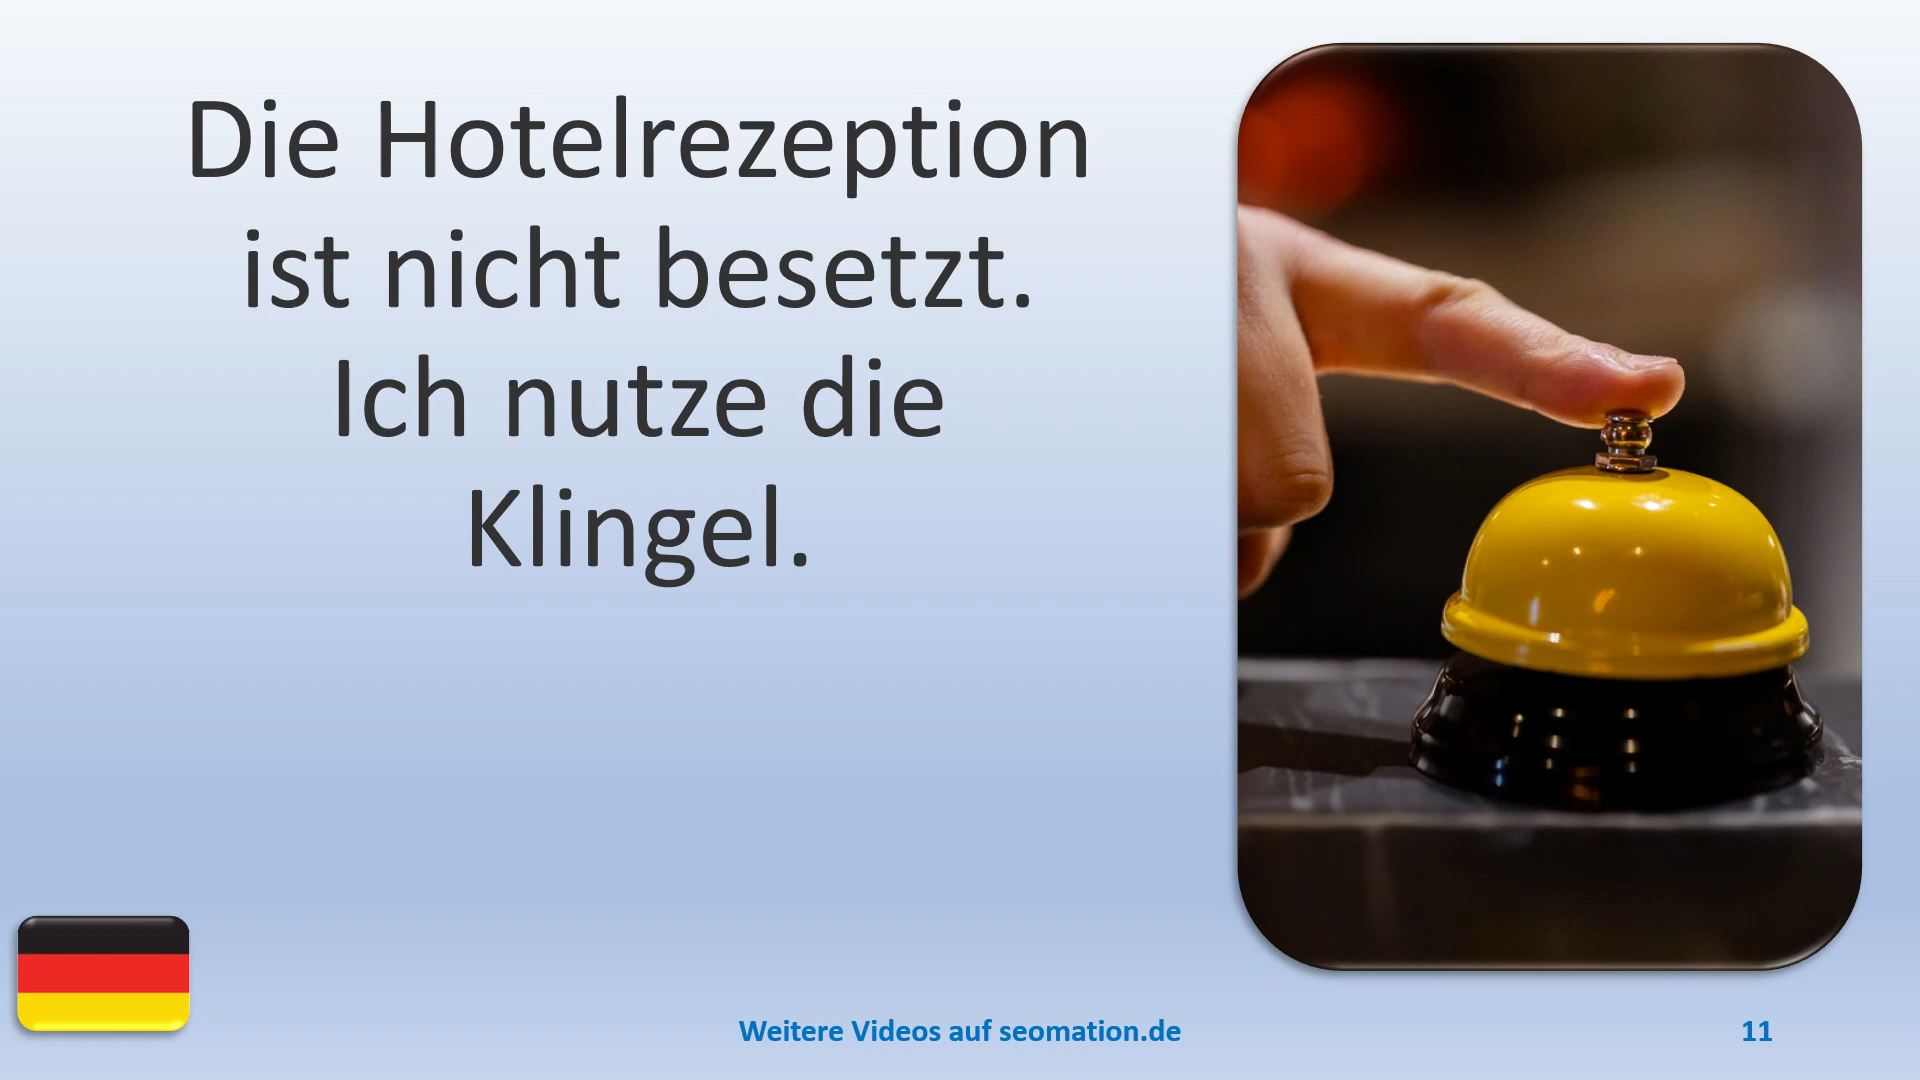 Die Hotelrezeption
ist nicht besetzt.
Ich nutze die
Klingel.
Weitere Videos auf seomation.de
11